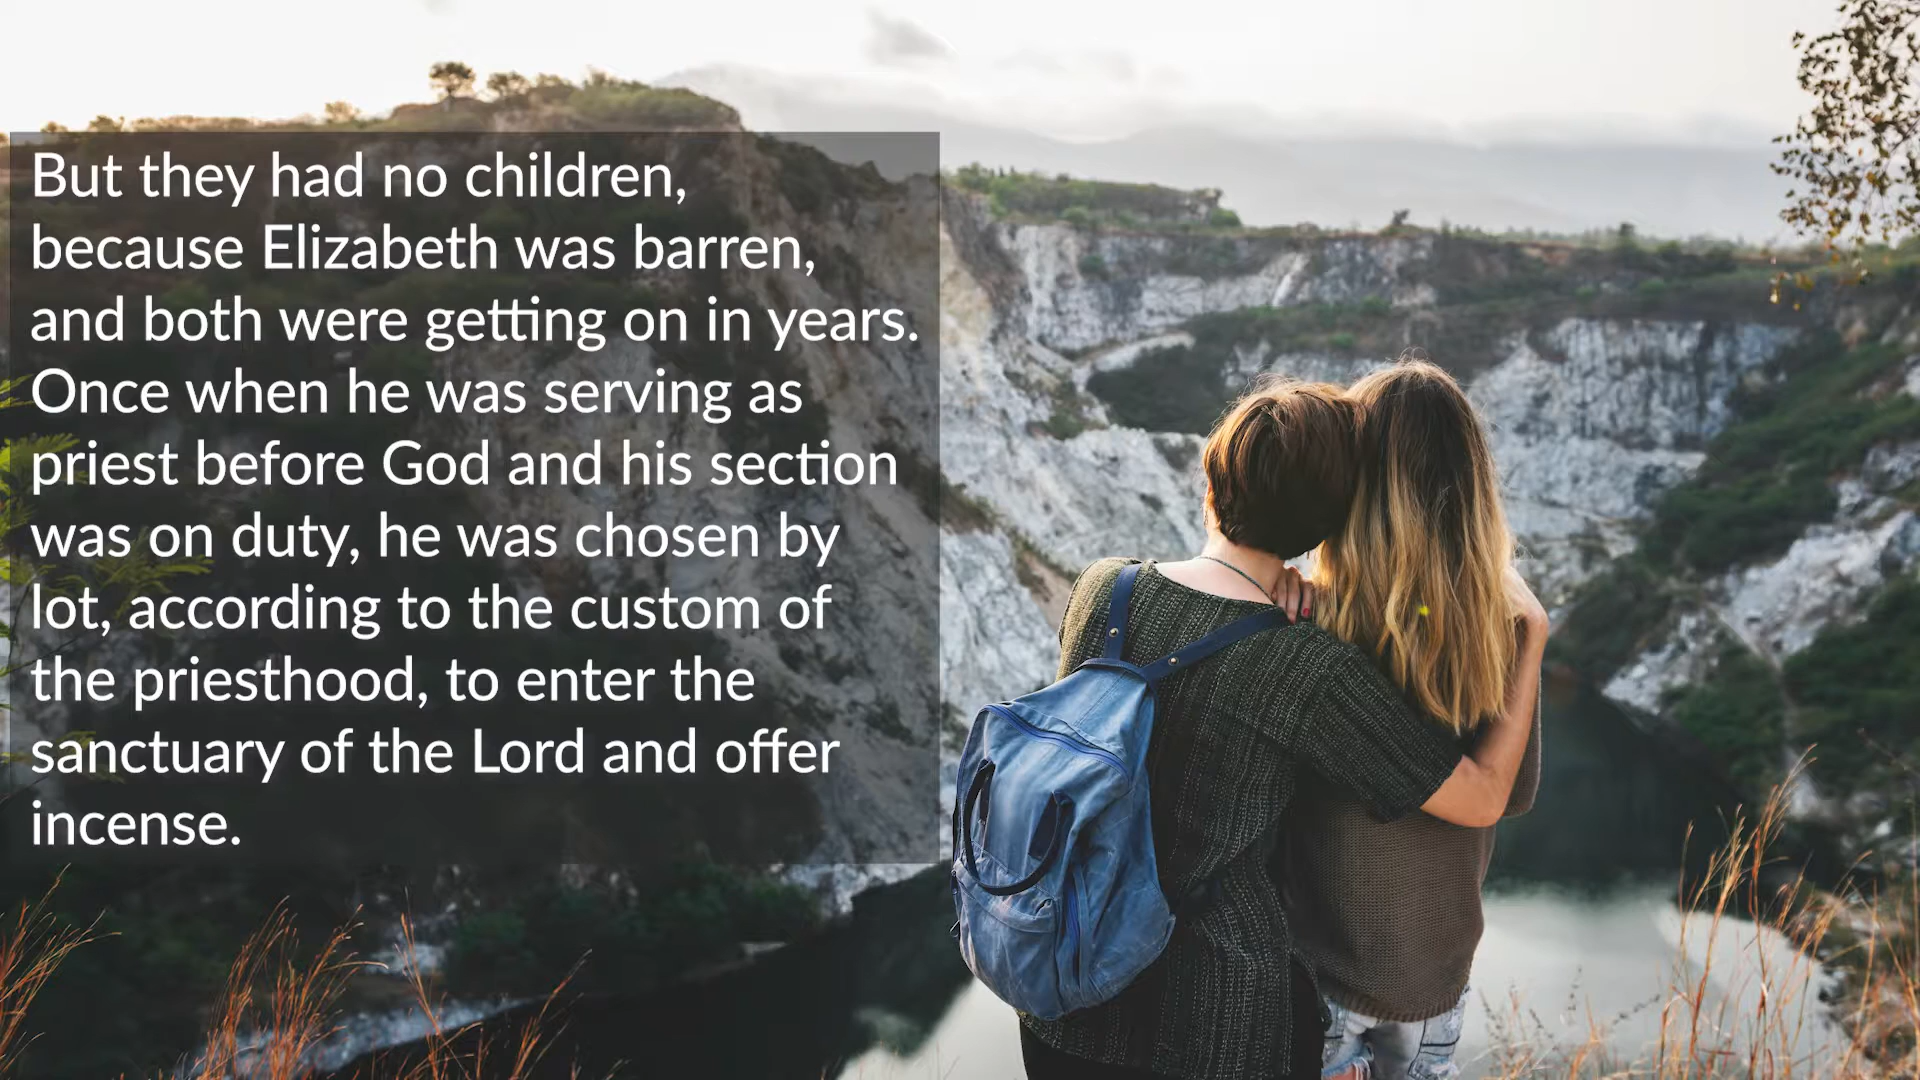 But they had no children,
because Elizabeth was barren,
and both were getting on in years.
Once when he was serving as
priest before God and his section
was on duty, he was chosen by
lot, according to the custom of
the priesthood, to enter the
sanctuary of the Lord and offer
incense.